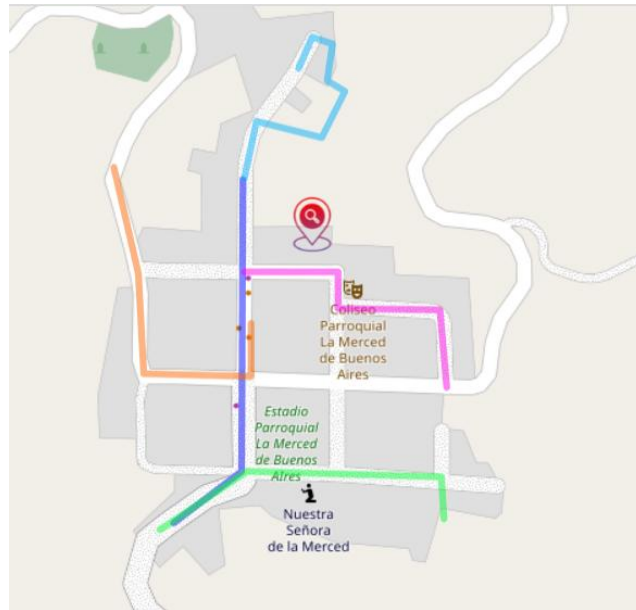 Coliseo
Parroquial
La Merced
de Buenos
Aires
Estadio
Parroquial
La Merced
de Buenos
AIres
Nuestra
Señora
de la Merced